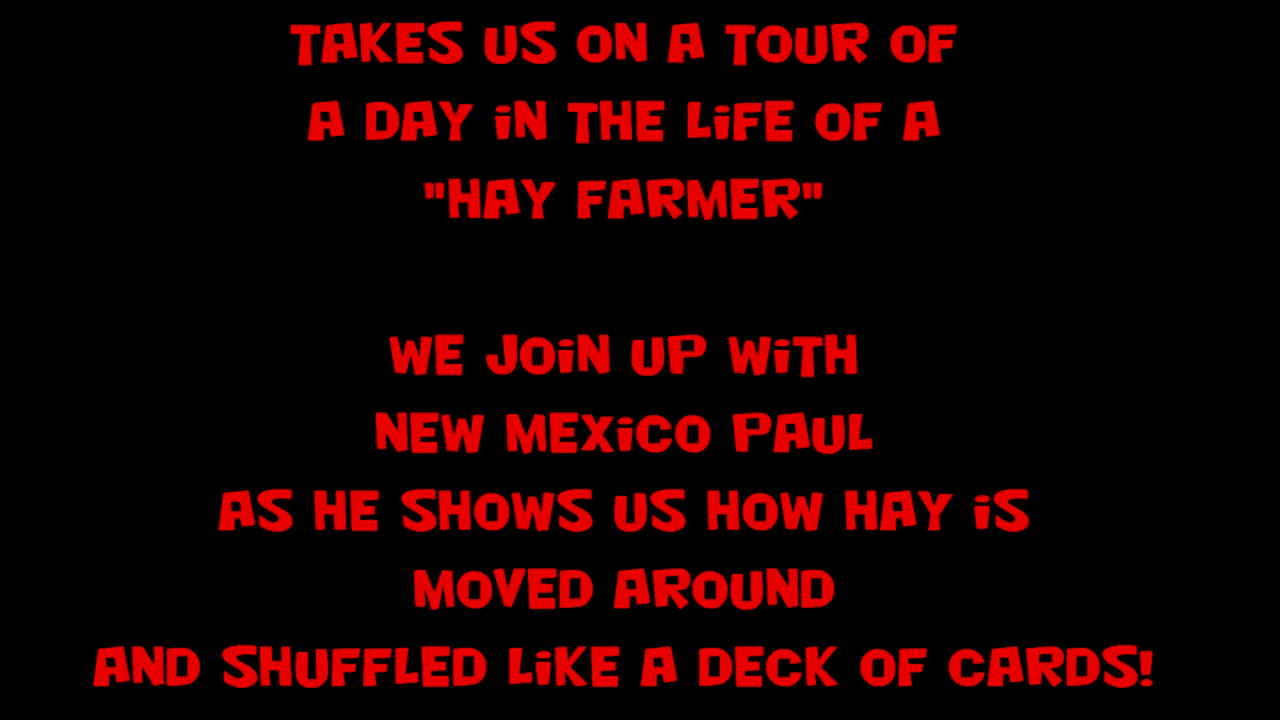 TAKES US ON A TOUR OF
A DAY iN THE LiFE OF A
"HAY FARMER"
WE JOiN UP WiTH
NEW MEXiCO PAUL
AS HE SHOWS US HOW HAY iS
MOVED AROUND
AND SHUFFLED LiKE A DECK OF CARDS!